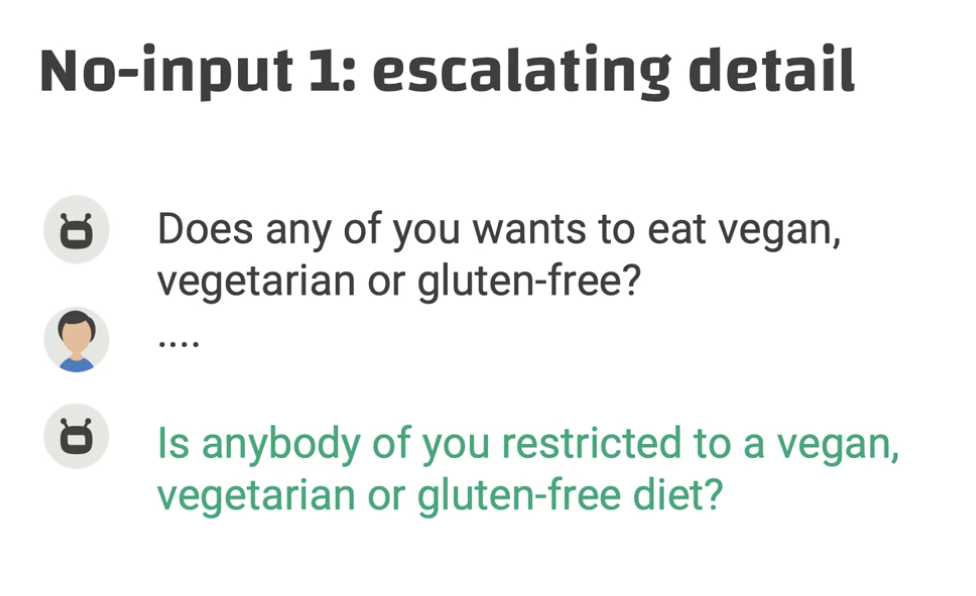 No-input 1: escalating detail
Does any of you wants to eat vegan,
vegetarian or gluten-free?
....
Is anybody of you restricted to a vegan,
vegetarian or gluten-free diet?